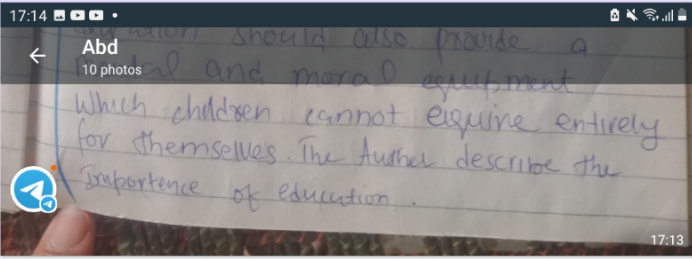 17:14
Abd
10 photos
should also provide a
and moral equipment
Which children cannot eiquire entirely
for themselves. The Auther describe the
Importence of education.
17:13